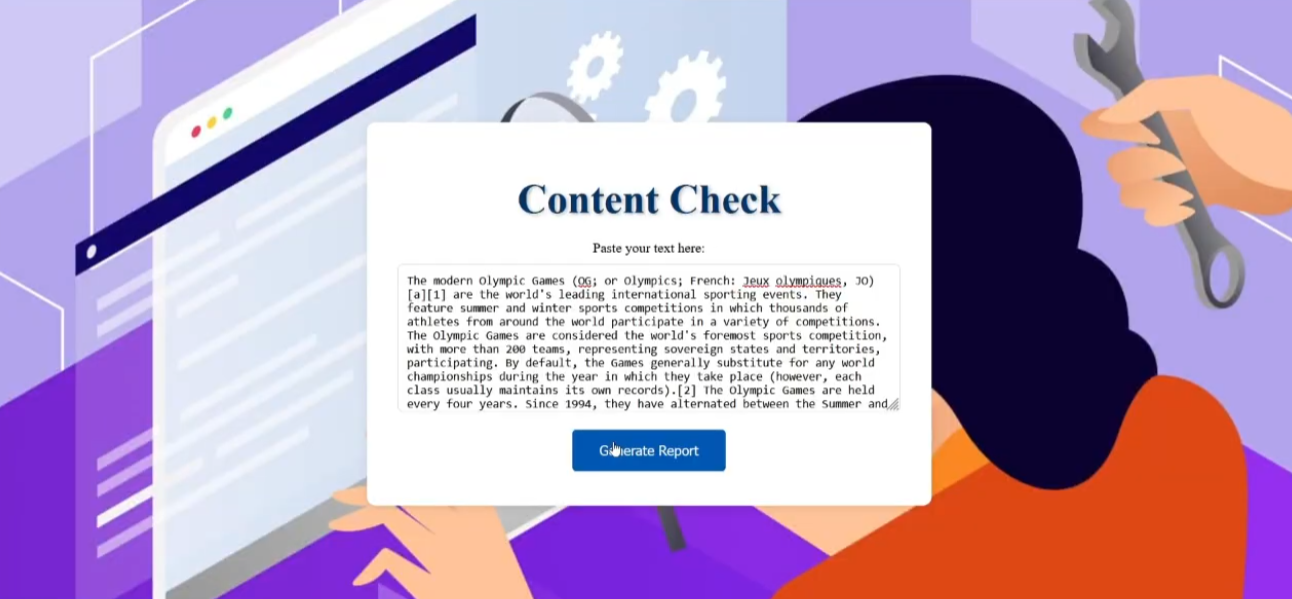 Content Check
Paste your text here:
The modern Olympic Games (OG; or Olympics; French: Jeux olympiques, JO)
[a][1] are the world's leading international sporting events. They
feature summer and winter sports competitions in which thousands of
athletes from around the world participate in a variety of competitions.
The Olympic Games are considered the world's foremost sports competition,
with more than 200 teams, representing sovereign states and territories,
participating. By default, the Games generally substitute for any world
championships during the year in which they take place (however, each
class usually maintains its own records).[2] The Olympic Games are held
every four years. Since 1994, they have alternated between the Summer and
Generate Report